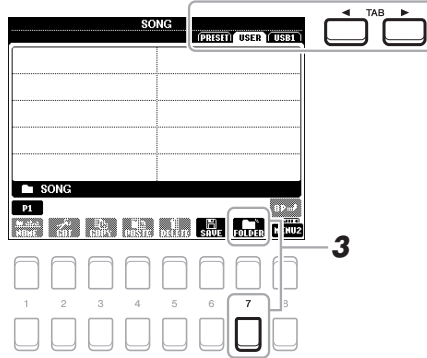 SONG
PRESET USER USB1
TAB
SONG
P1
UP
NAME CUT COPY PASTE DELETE SAVE FOLDER MENU2
3
1 2 3 4 5 6 7 8